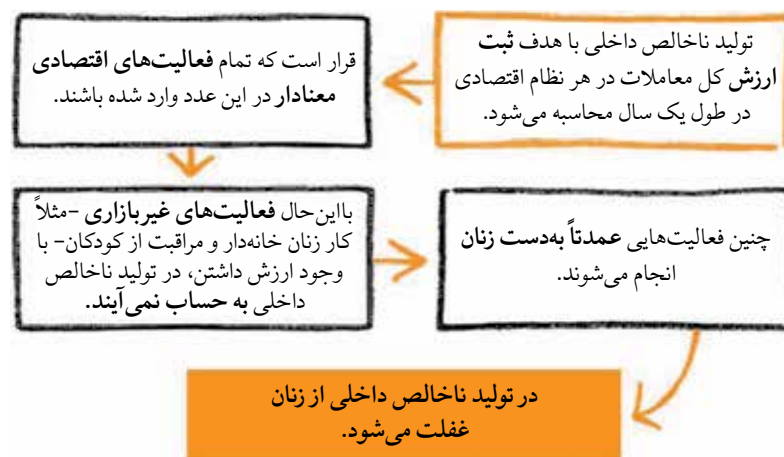 تولید ناخالص داخلی با هدف ثبت
ارزش کل معاملات در هر نظام اقتصادی
در طول یک سال محاسبه می‌شود.
قرار است که تمام فعالیت‌های اقتصادی
معنادار در این عدد وارد شده باشند.
بااین‌حال فعالیت‌های غیربازاری -مثلاً
کار زنان خانه‌دار و مراقبت از کودکان- با
وجود ارزش داشتن، در تولید ناخالص
داخلی به حساب نمی‌آیند.
چنین فعالیت‌هایی عمدتاً به‌دست زنان
انجام می‌شوند.
در تولید ناخالص داخلی از زنان
غفلت می‌شود.